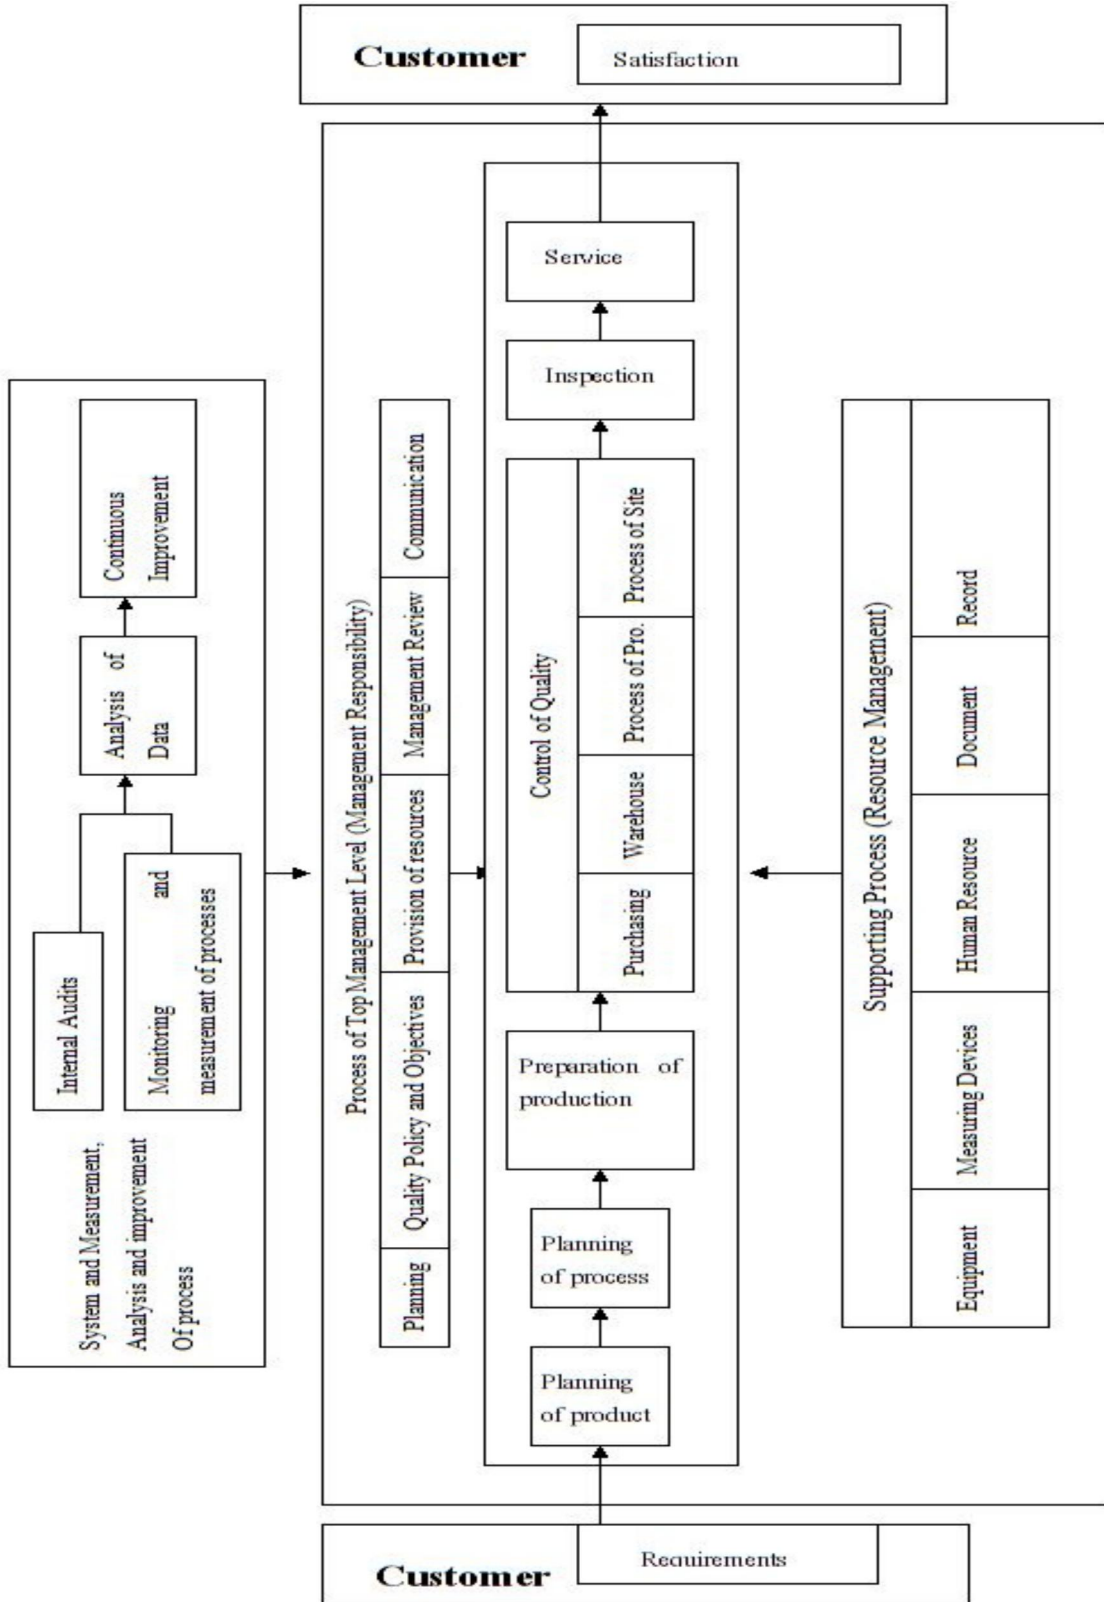 Customer
Satisfaction
Service
Inspection
Continuous
Improvement
Analysis of
Data
Internal Audits
Monitoring and
measurement of processes
System and Measurement,
Analysis and improvement
Of process
Process of Top Management Level (Management Responsibility)
Planning
Quality Policy and Objectives
Provision of resources
Management Review
Communication
Control of Quality
Purchasing
Warehouse
Process of Pro.
Process of Site
Preparation of
production
Planning
of process
Planning
of product
Supporting Process (Resource Management)
Equipment
Measuring Devices
Human Resource
Document
Record
Requirements
Customer